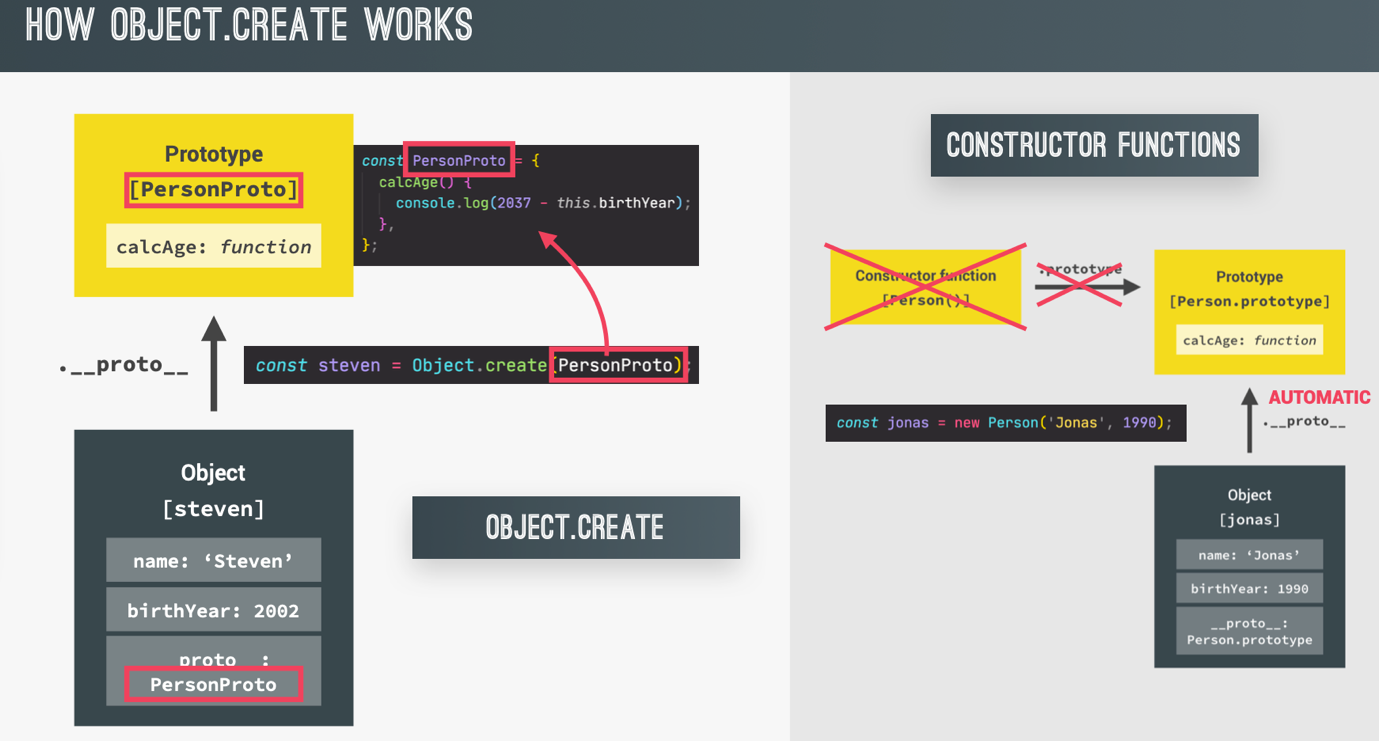 HOW OBJECT.CREATE WORKS
Prototype
[PersonProto]
calcAge: function
const PersonProto = {
calcAge() {
console.log(2037 - this.birthYear);
},
};
.__proto__
const steven = Object.create(PersonProto);
Object
[steven]
name: ‘Steven’
birthYear: 2002
__proto__:
PersonProto
OBJECT.CREATE
CONSTRUCTOR FUNCTIONS
Constructor function
[Person()]
.prototype
Prototype
[Person.prototype]
calcAge: function
const jonas = new Person('Jonas', 1990);
AUTOMATIC
.__proto__
Object
[jonas]
name: ‘Jonas’
birthYear: 1990
__proto__:
Person.prototype